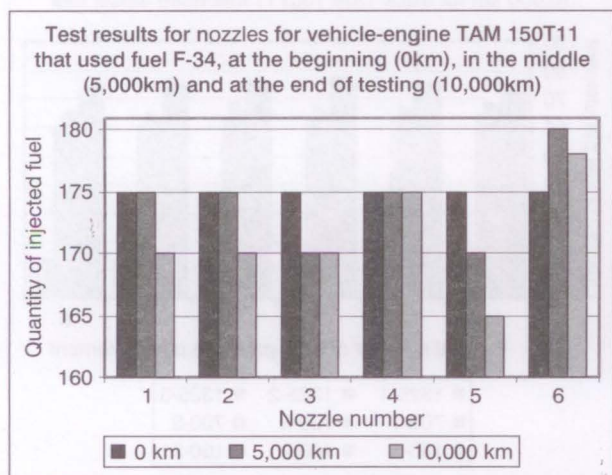 Test results for nozzles for vehicle-engine TAM 150T11
that used fuel F-34, at the beginning (0km), in the middle
(5,000km) and at the end of testing (10,000km)
180
175
170
165
160
Quantity of injected fuel
1 2 3 4 5 6
Nozzle number
0 km 5,000 km 10,000 km